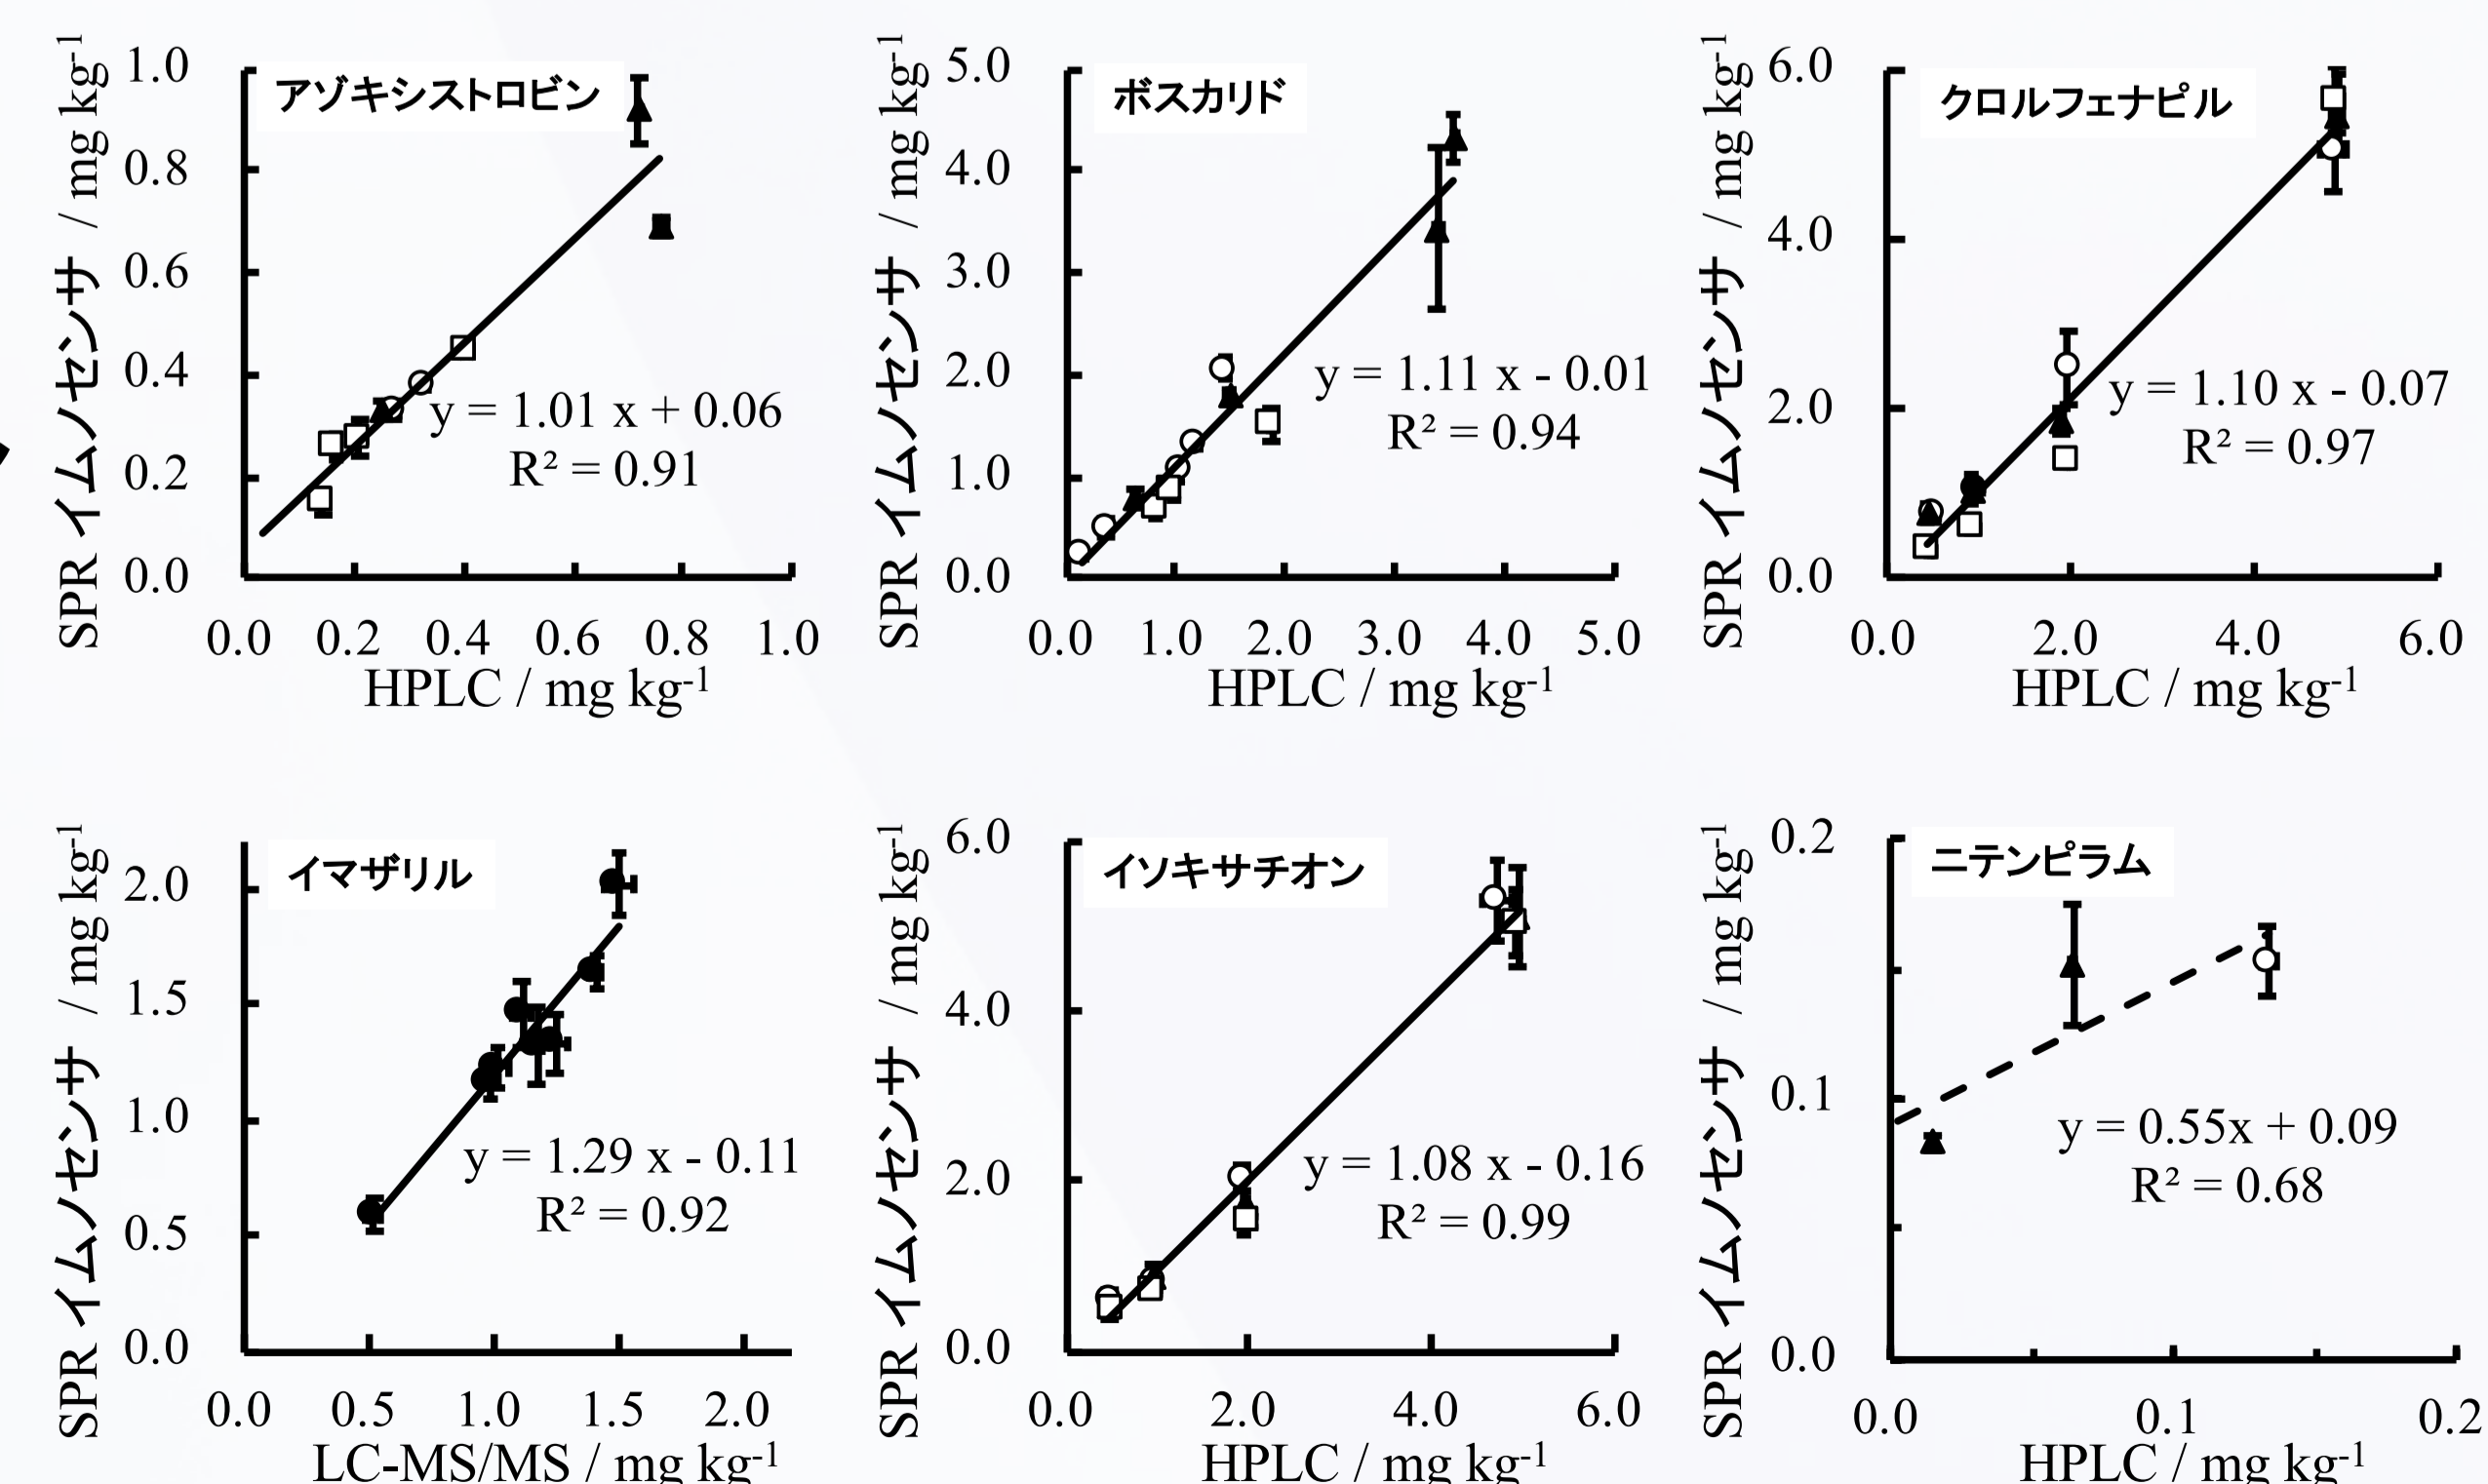 アゾキシストロビン
SPR イムノセンサ / mg kg⁻¹
1.0
0.8
0.6
0.4
0.2
0.0
y = 1.01 x + 0.06
R² = 0.91
0.0 0.2 0.4 0.6 0.8 1.0
HPLC / mg kg⁻¹
ボスカリド
SPR イムノセンサ / mg kg⁻¹
5.0
4.0
3.0
2.0
1.0
0.0
y = 1.11 x - 0.01
R² = 0.94
0.0 1.0 2.0 3.0 4.0 5.0
HPLC / mg kg⁻¹
クロルフェナピル
SPR イムノセンサ / mg kg⁻¹
6.0
4.0
2.0
0.0
y = 1.10 x - 0.07
R² = 0.97
0.0 2.0 4.0 6.0
HPLC / mg kg⁻¹
イマザリル
SPR イムノセンサ / mg kg⁻¹
2.0
1.5
1.0
0.5
0.0
y = 1.29 x - 0.11
R² = 0.92
0.0 0.5 1.0 1.5 2.0
LC-MS/MS / mg kg⁻¹
イソキサチオン
SPR イムノセンサ / mg kg⁻¹
6.0
4.0
2.0
0.0
y = 1.08 x - 0.16
R² = 0.99
0.0 2.0 4.0 6.0
HPLC / mg kg⁻¹
ニテンピラム
SPR イムノセンサ / mg kg⁻¹
0.2
0.1
0.0
y = 0.55x + 0.09
R² = 0.68
0.0 0.1 0.2
HPLC / mg kg⁻¹